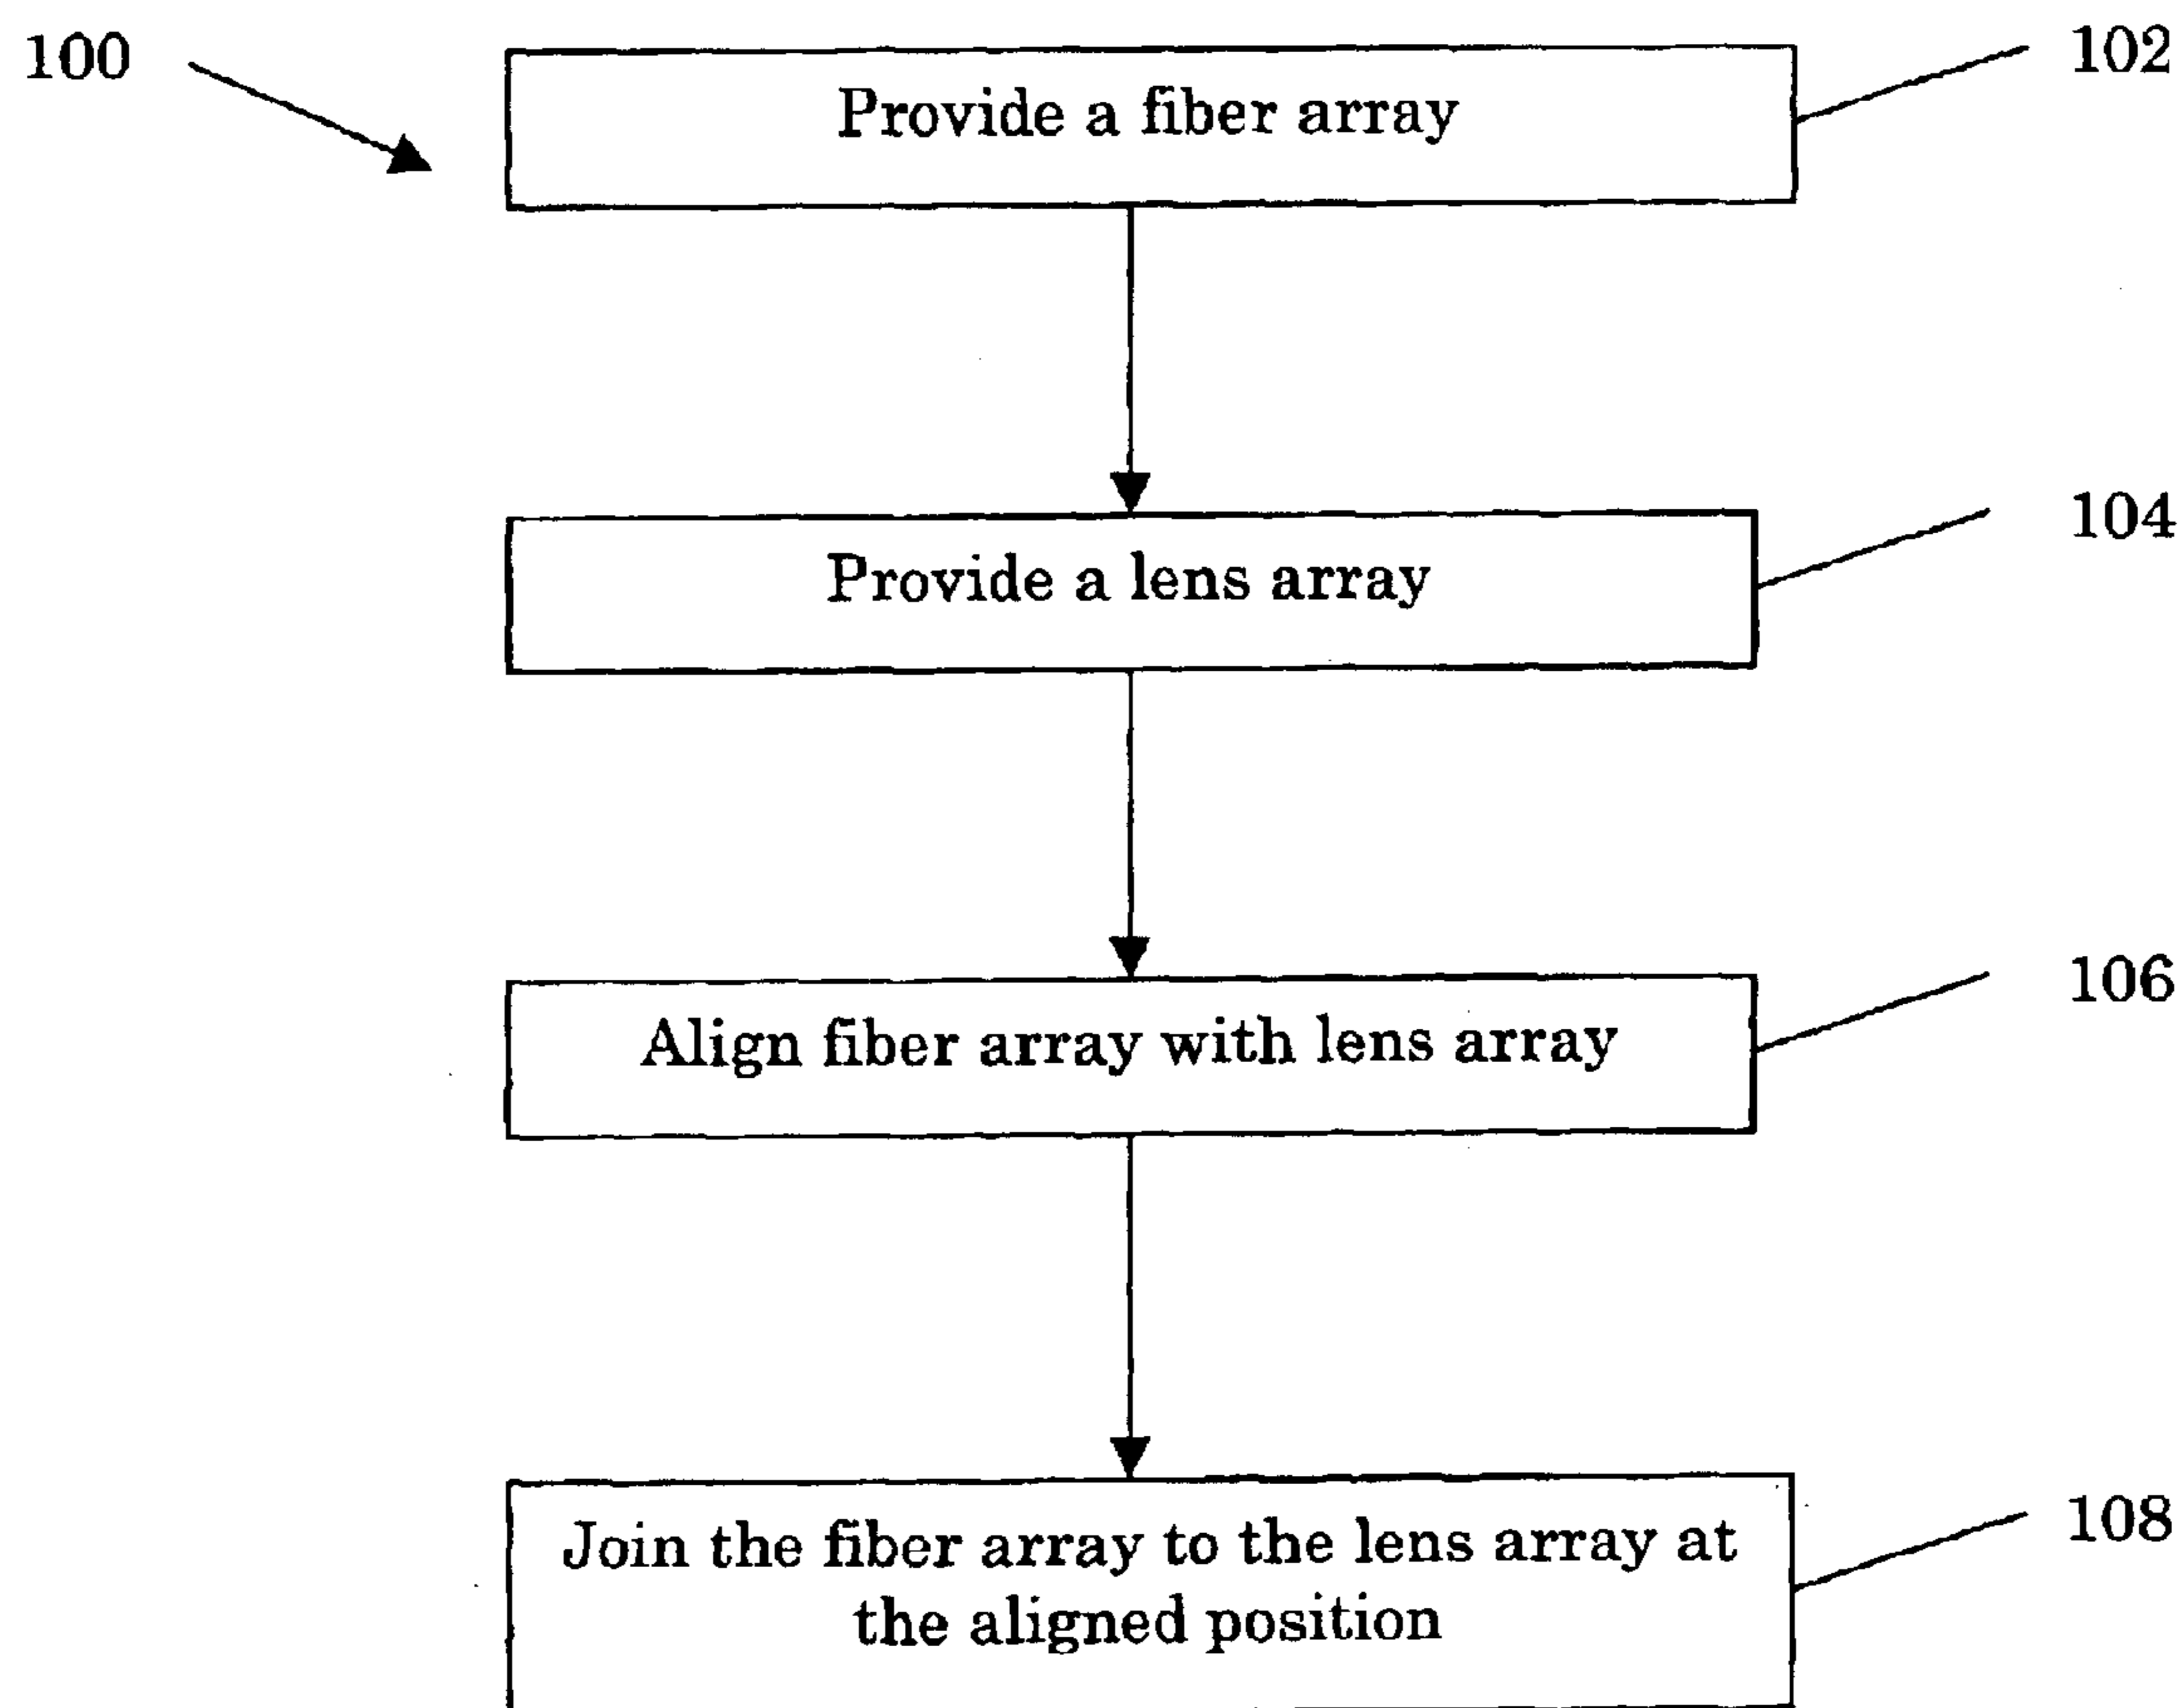 100
102
Provide a fiber array
104
Provide a lens array
106
Align fiber array with lens array
108
Join the fiber array to the lens array at
the aligned position